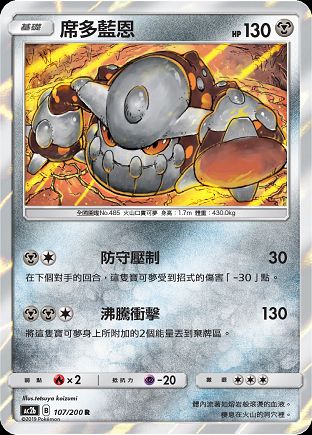 基礎 席多藍恩 HP 130
全國圖鑑No.485 火山口寶可夢 身高:1.7m 體重:430.0kg
防守壓制 30
在下個對手的回合,這隻寶可夢受到招式的傷害「-30」點。
沸騰衝擊 130
將這隻寶可夢身上所附加的2個能量丟到棄牌區。
弱點 ×2 抵抗力 -20 撤退
Illus.tetsuya koizumi
AC2b B 107/200 R
©2019 Pokémon
體內流著如熔岩般滾燙的血液。
棲息在火山的洞穴裡。